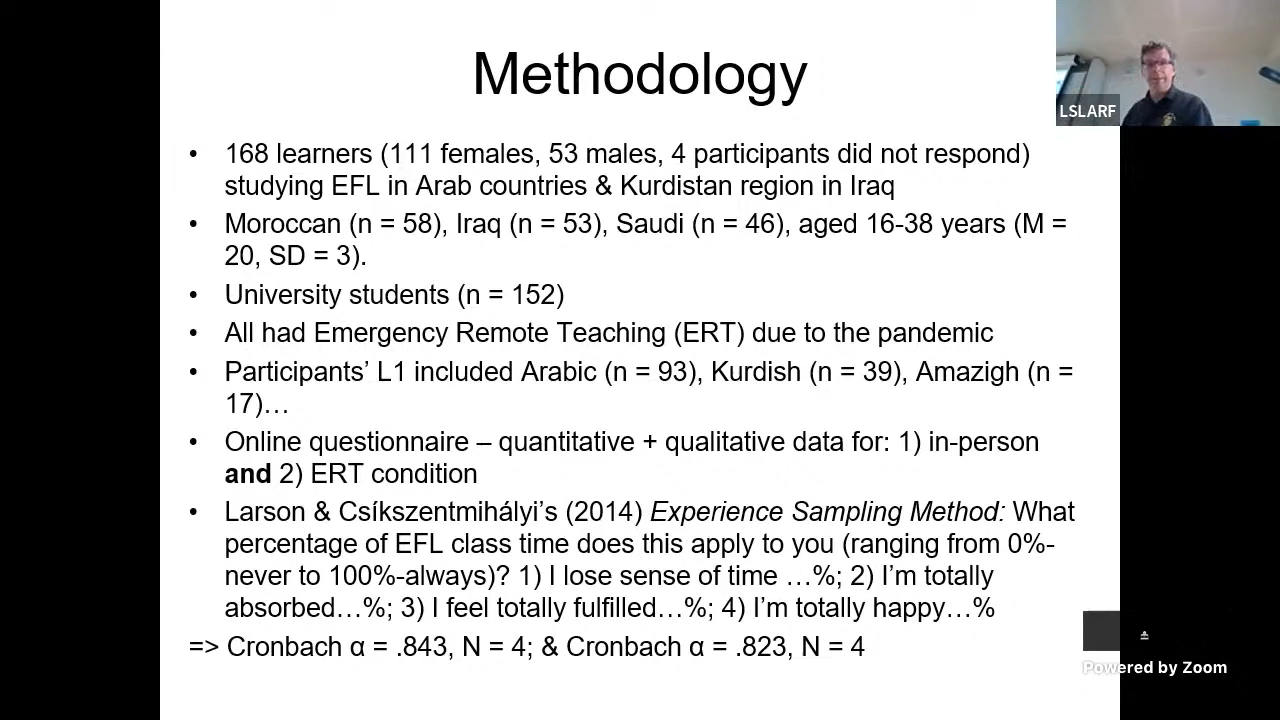 Methodology
LSLARF
• 168 learners (111 females, 53 males, 4 participants did not respond)
studying EFL in Arab countries & Kurdistan region in Iraq
• Moroccan (n = 58), Iraq (n = 53), Saudi (n = 46), aged 16-38 years (M =
20, SD = 3).
• University students (n = 152)
• All had Emergency Remote Teaching (ERT) due to the pandemic
• Participants’ L1 included Arabic (n = 93), Kurdish (n = 39), Amazigh (n =
17)…
• Online questionnaire – quantitative + qualitative data for: 1) in-person
and 2) ERT condition
• Larson & Csíkszentmihályi’s (2014) Experience Sampling Method: What
percentage of EFL class time does this apply to you (ranging from 0%-
never to 100%-always)? 1) I lose sense of time …%; 2) I’m totally
absorbed…%; 3) I feel totally fulfilled…%; 4) I’m totally happy…%
=> Cronbach α = .843, N = 4; & Cronbach α = .823, N = 4
Powered by Zoom